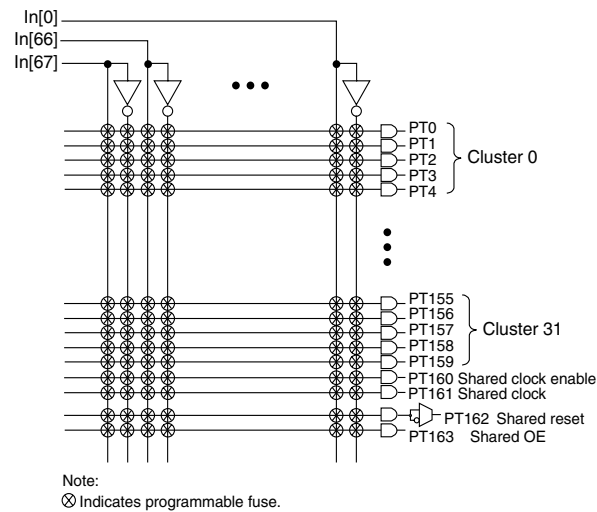 In[0]
In[66]
In[67]
PT0
PT1
PT2
PT3
PT4
Cluster 0
PT155
PT156
PT157
PT158
PT159
Cluster 31
PT160 Shared clock enable
PT161 Shared clock
PT162 Shared reset
PT163 Shared OE
Note:
Indicates programmable fuse.